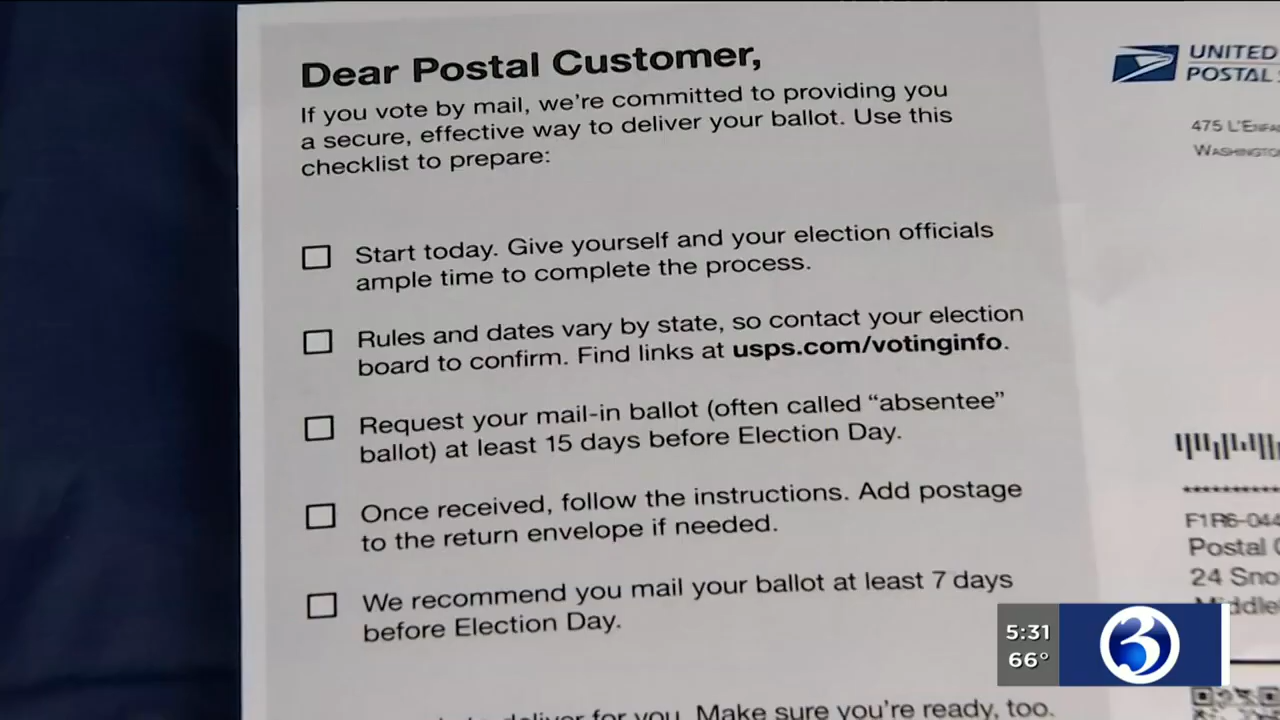 Dear Postal Customer,
If you vote by mail, we're committed to providing you
a secure, effective way to deliver your ballot. Use this
checklist to prepare:
Start today. Give yourself and your election officials
ample time to complete the process.
Rules and dates vary by state, so contact your election
board to confirm. Find links at usps.com/votinginfo.
Request your mail-in ballot (often called “absentee”
ballot) at least 15 days before Election Day.
Once received, follow the instructions. Add postage
to the return envelope if needed.
We recommend you mail your ballot at least 7 days
before Election Day.
deliver for you. Make sure you're ready, too.
UNITED
POSTAL
475 L'ENFA
WASHINGTO
F1R6-044
Postal
24 Sno
5:31
66°
3